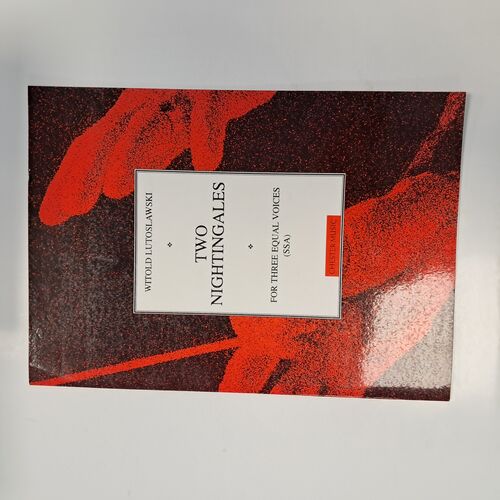 WITOLD LUTOSLAWSKI
TWO
NIGHTINGALES
FOR THREE EQUAL VOICES
(SSA)
CHESTER MUSIC